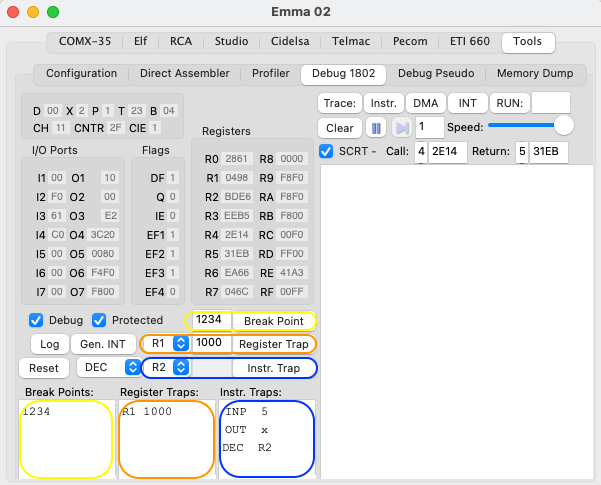 Emma 02
COMX-35 Elf RCA Studio Cidelsa Telmac Pecom ETI 660 Tools
Configuration Direct Assembler Profiler Debug 1802 Debug Pseudo Memory Dump
D 00 X 2 P 1 T 23 B 04
CH 11 CNTR 2F CIE 1
Trace: Instr. DMA INT RUN:
Clear 1 Speed:
SCRT - Call: 4 2E14 Return: 5 31EB
I/O Ports Flags Registers
I1 00 O1 10 DF 1 R0 2861 R8 0000
I2 F0 O2 00 Q 0 R1 0498 R9 F8F0
I3 61 O3 E2 IE 0 R2 BDE6 RA F8F0
I4 C0 O4 3C20 EF1 1 R3 EEB5 RB F800
I5 00 O5 0080 EF2 1 R4 2E14 RC 00F0
I6 00 O6 F4F0 EF3 1 R5 31EB RD FF00
I7 00 O7 F800 EF4 0 R6 EA66 RE 41A3
R7 046C RF 00FF
Debug Protected 1234 Break Point
Log Gen. INT R1 1000 Register Trap
Reset DEC R2 Instr. Trap
Break Points: Register Traps: Instr. Traps:
1234 R1 1000 INP 5
OUT x
DEC R2